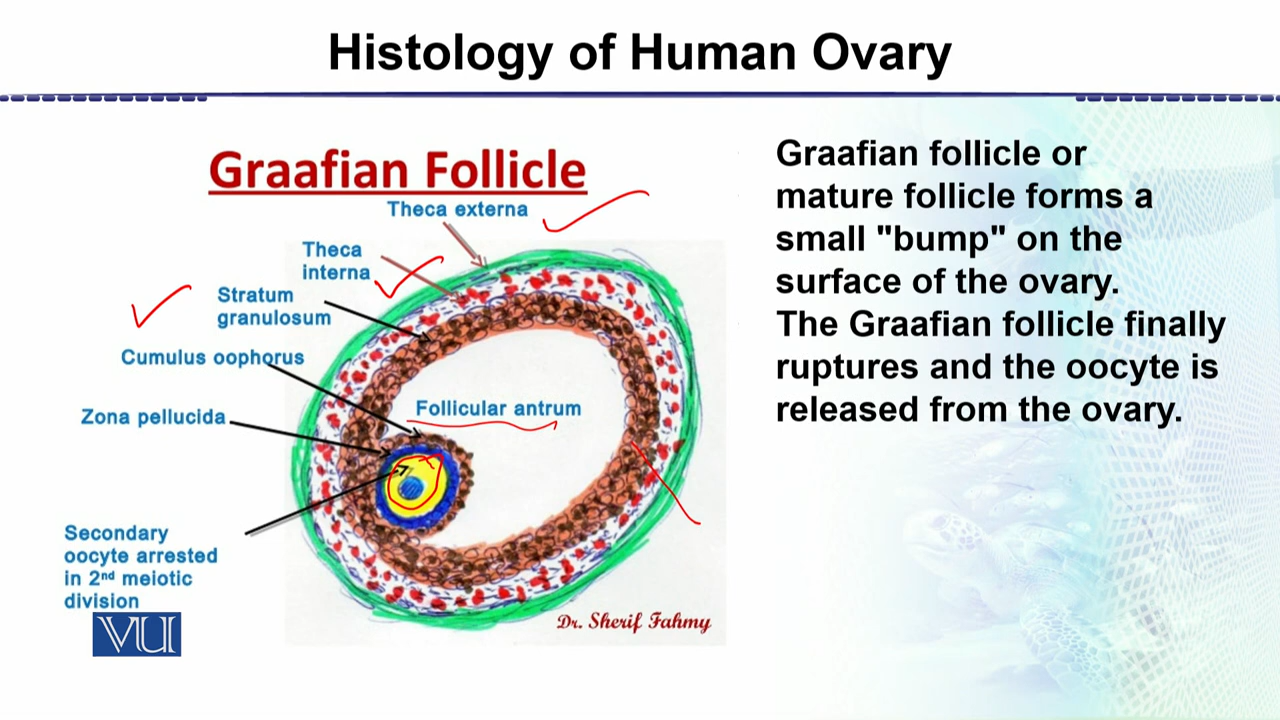 Histology of Human Ovary
Graafian Follicle
Theca externa
Theca
interna
Stratum
granulosum
Cumulus oophorus
Zona pellucida
Follicular antrum
Secondary
oocyte arrested
in 2nd meiotic
division
VU
Dr. Sherif Fahmy
Graafian follicle or
mature follicle forms a
small "bump" on the
surface of the ovary.
The Graafian follicle finally
ruptures and the oocyte is
released from the ovary.